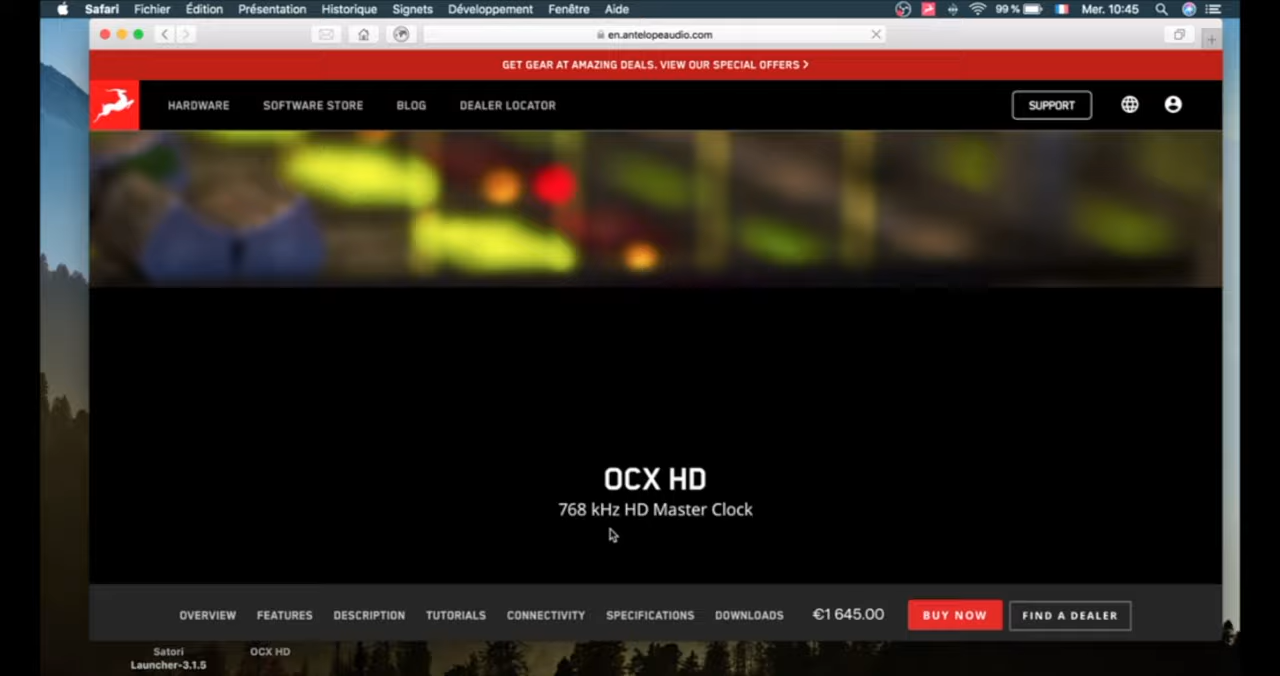 Safari Fichier Édition Présentation Historique Signets Développement Fenêtre Aide 99 % Mer. 10:45
en.antelopeaudio.com
GET GEAR AT AMAZING DEALS. VIEW OUR SPECIAL OFFERS >
HARDWARE SOFTWARE STORE BLOG DEALER LOCATOR SUPPORT
OCX HD
768 kHz HD Master Clock
OVERVIEW FEATURES DESCRIPTION TUTORIALS CONNECTIVITY SPECIFICATIONS DOWNLOADS €1 645.00 BUY NOW FIND A DEALER
Satori OCX HD
Launcher-3.1.5